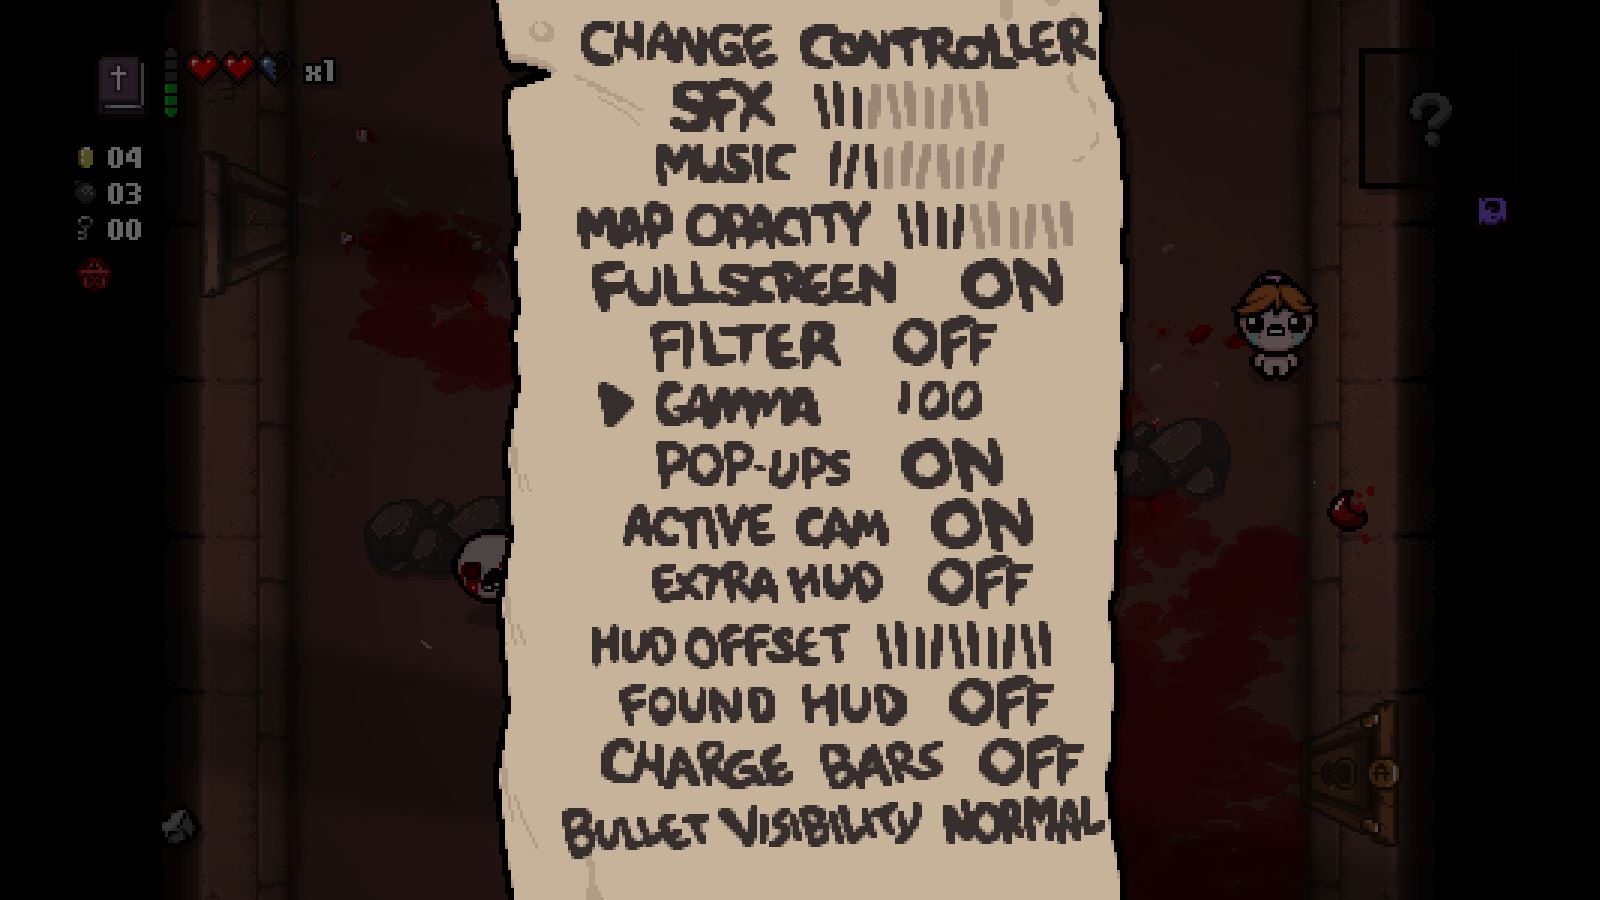 CHANGE CONTROLLER
SFX
MUSIC
MAP OPACITY
FULLSCREEN ON
FILTER OFF
GAMMA 100
POP-UPS ON
ACTIVE CAM ON
EXTRA HUD OFF
HUD OFFSET
FOUND HUD OFF
CHARGE BARS OFF
BULLET VISIBILITY NORMAL
x1
04
03
00
?
A